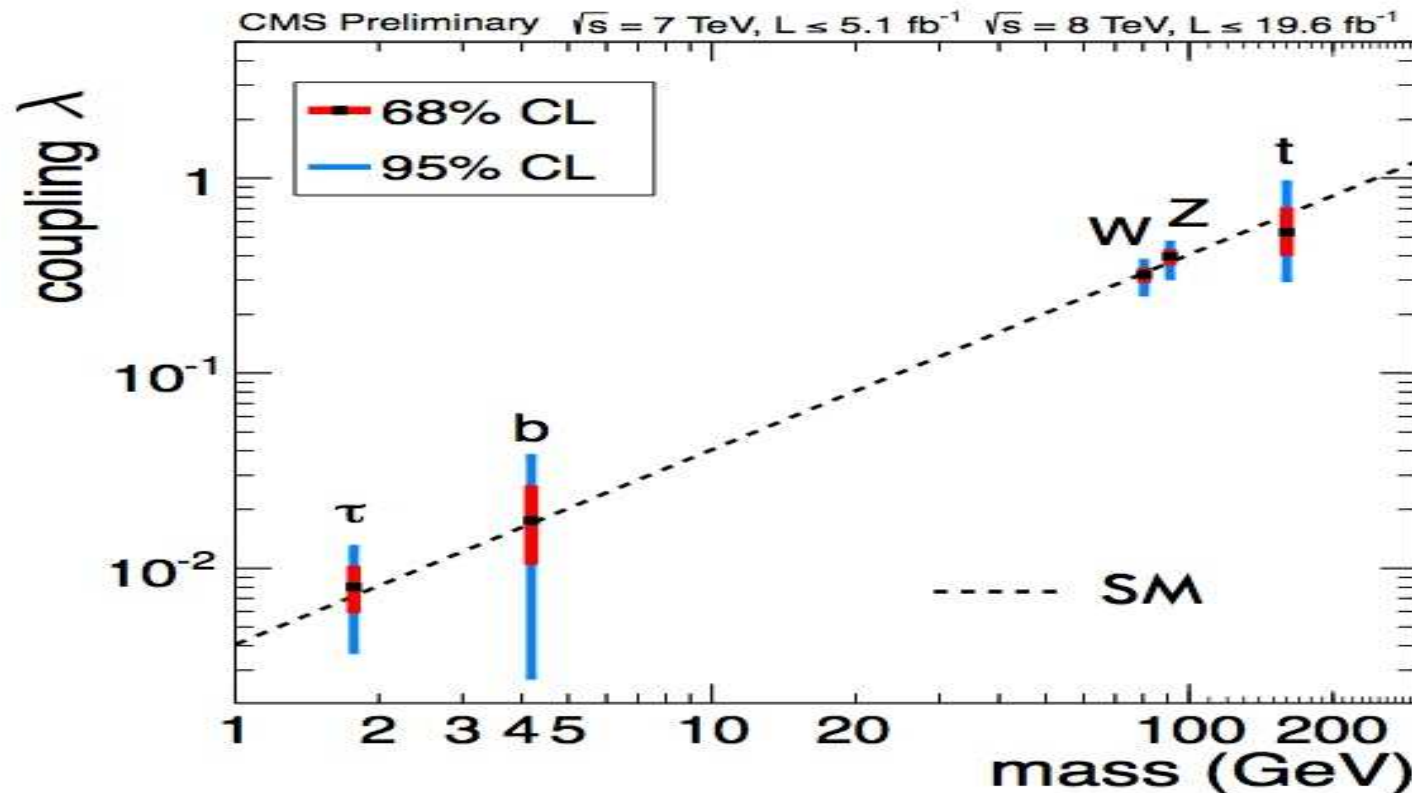 CMS Preliminary √s = 7 TeV, L ≤ 5.1 fb⁻¹ √s = 8 TeV, L ≤ 19.6 fb⁻¹
coupling λ
68% CL
95% CL
t
1
W Z
10⁻¹
b
τ
10⁻²
SM
1 2 3 4 5 10 20 100 200
mass (GeV)